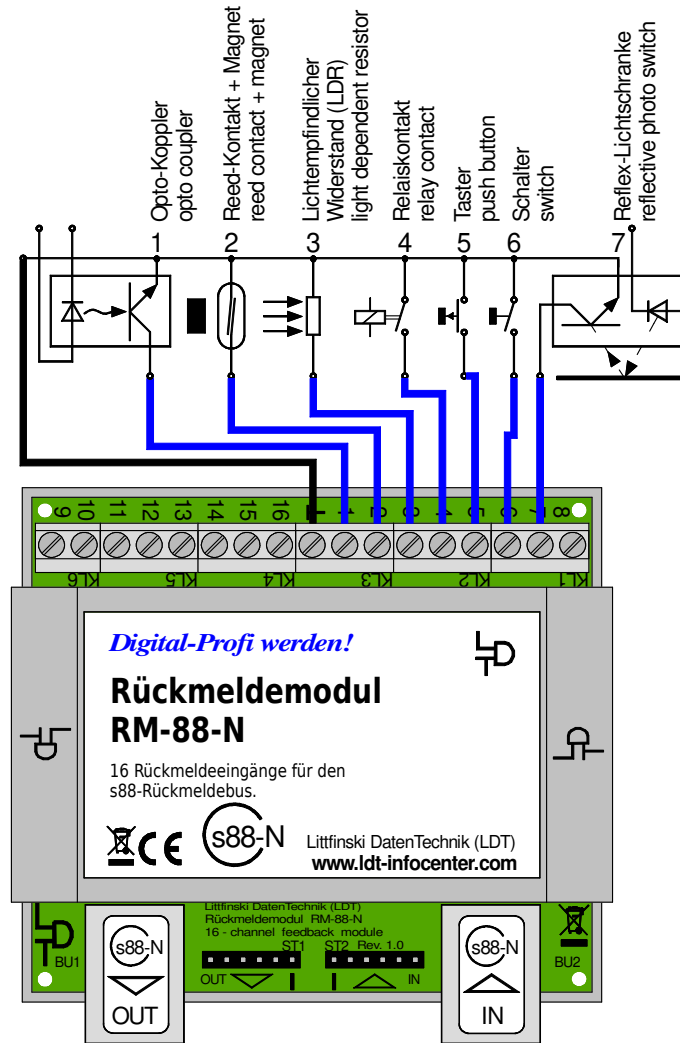 Opto-Koppler
opto coupler
Reed-Kontakt + Magnet
reed contact + magnet
Lichtempfindlicher
Widerstand (LDR)
light dependent resistor
Relaiskontakt
relay contact
Taster
push button
Schalter
switch
Reflex-Lichtschranke
reflective photo switch
1 2 3 4 5 6 7
9 10 11 12 13 14 15 16 1 2 3 4 5 6 7 8
KL6 KL5 KL4 KL3 KL2 KL1
Digital-Profi werden!
Rückmeldemodul
RM-88-N
16 Rückmeldeeingänge für den
s88-Rückmeldebus.
CE s88-N
Littfinski DatenTechnik (LDT)
www.ldt-infocenter.com
Littfinski DatenTechnik (LDT)
Rückmeldemodul RM-88-N
16 - channel feedback module
ST1 ST2 Rev. 1.0
OUT IN
BU1
s88-N
OUT
s88-N
IN
BU2